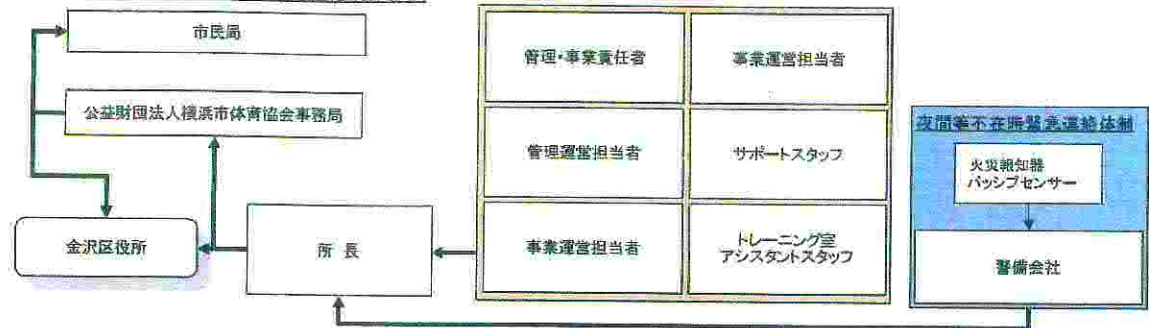 市民局
公益財団法人横浜市体育協会事務局
金沢区役所
所 長
管理・事業責任者
事業運営担当者
管理運営担当者
サポートスタッフ
事業運営担当者
トレーニング室
アシスタントスタッフ
夜間等不在時緊急連絡体制
火災報知器
パッシブセンサー
警備会社